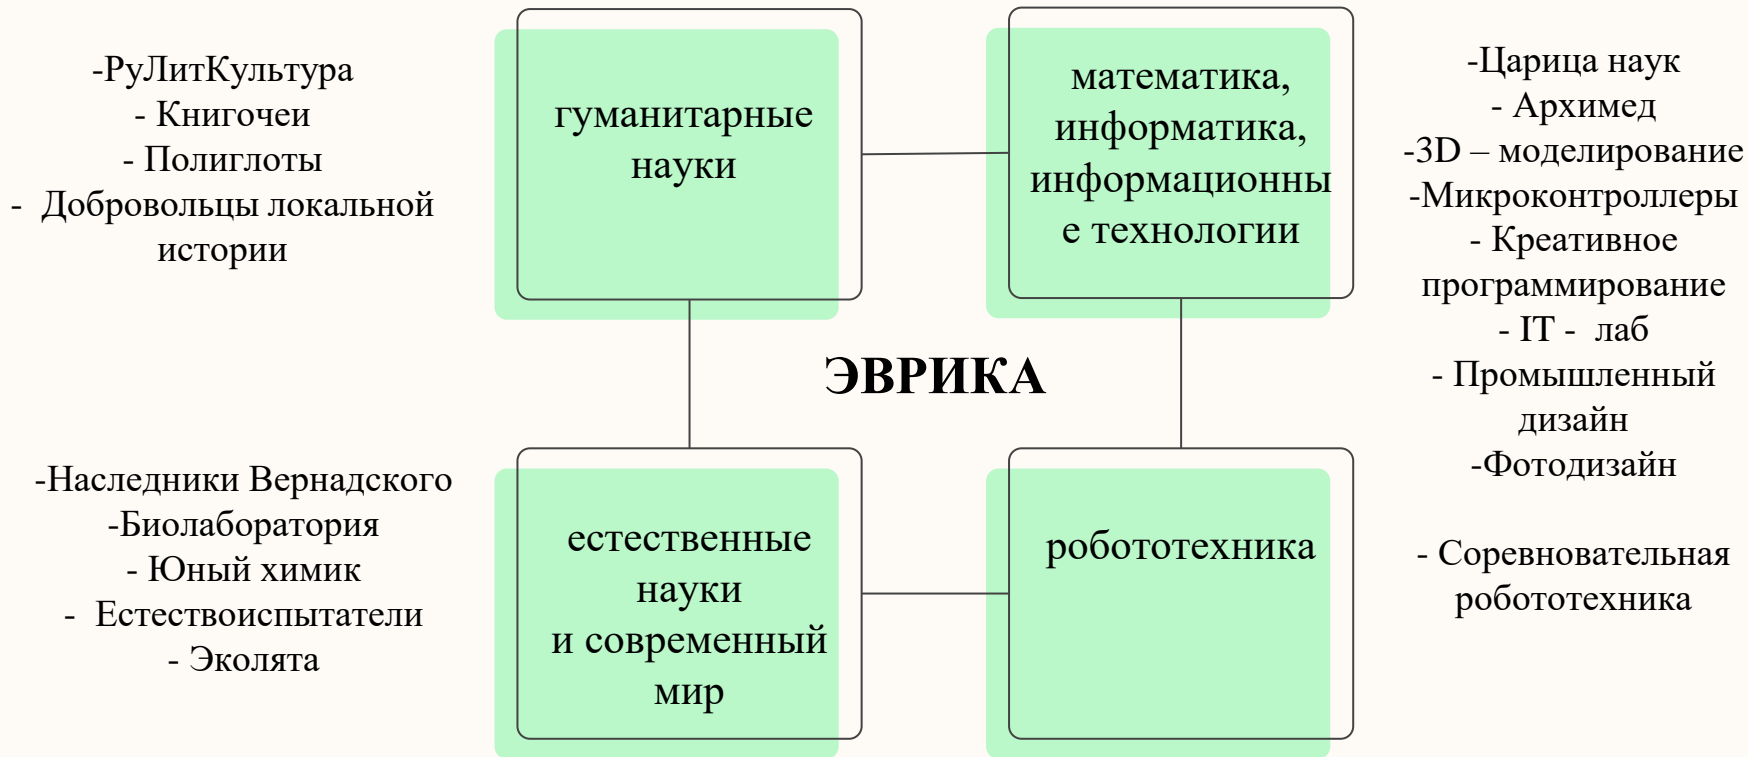 -РуЛитКультура
- Книгочеи
- Полиглоты
- Добровольцы локальной
истории
гуманитарные
науки
математика,
информатика,
информационны
е технологии
-Царица наук
- Архимед
-3D – моделирование
-Микроконтроллеры
- Креативное
программирование
- IT - лаб
- Промышленный
дизайн
-Фотодизайн
ЭВРИКА
-Наследники Вернадского
-Биолаборатория
- Юный химик
- Естествоиспытатели
- Эколята
естественные
науки
и современный
мир
робототехника
- Соревновательная
робототехника